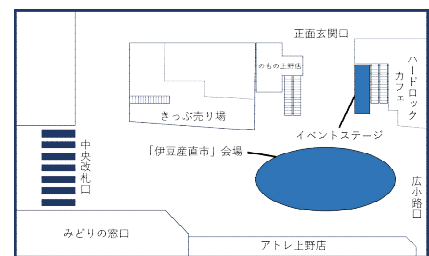 正面玄関口
のもの上野店
ハードロック
カフェ
きっぷ売り場
イベントステージ
「伊豆産直市」会場
中央改札口
広小路口
みどりの窓口
アトレ上野店